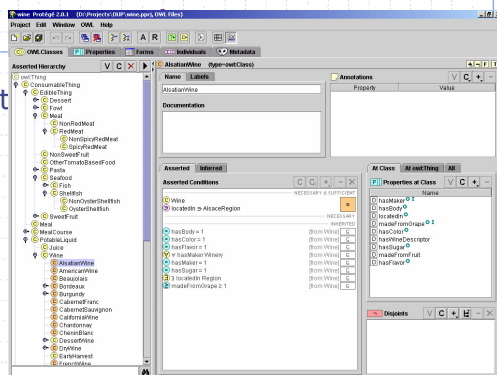 wine Protégé 2.0.1 (D:\Projects\OUP\wine.pprj, OWL Files)
Project Edit Window OWL Help
OWLClasses Properties Forms Individuals Metadata
Asserted Hierarchy V C X
owl:Thing
ConsumableThing
EdibleThing
Dessert
Fowl
Meat
NonRedMeat
RedMeat
NonSpicyRedMeat
SpicyRedMeat
NonSweetFruit
OtherTomatoBasedFood
Pasta
Seafood
Fish
Shellfish
NonOysterShellfish
OysterShellfish
SweetFruit
Meal
MealCourse
PotableLiquid
Juice
Wine
AlsatianWine
AmericanWine
Beaujolais
Bordeaux
Burgundy
CabernetFranc
CabernetSauvignon
CaliforniaWine
Chardonnay
CheninBlanc
DessertWine
DryWine
EarlyHarvest
FrenchWine
AlsatianWine (type=owl:Class)
Name Labels
AlsatianWine
Documentation
Annotations
Property Value
Asserted Inferred
Asserted Conditions
NECESSARY & SUFFICIENT
Wine
locatedIn ∋ AlsaceRegion
NECESSARY
INHERITED
hasBody = 1 [from Wine]
hasColor = 1 [from Wine]
hasFlavor = 1 [from Wine]
∀ hasMaker Winery [from Wine]
hasMaker = 1 [from Wine]
hasSugar = 1 [from Wine]
∃ locatedIn Region [from Wine]
madeFromGrape ≥ 1 [from Wine]
At Class At owl:Thing All
Properties at Class
Name
hasMaker
hasBody
locatedIn
madeFromGrape
hasColor
hasWineDescriptor
hasSugar
madeFromFruit
hasFlavor
Disjoints